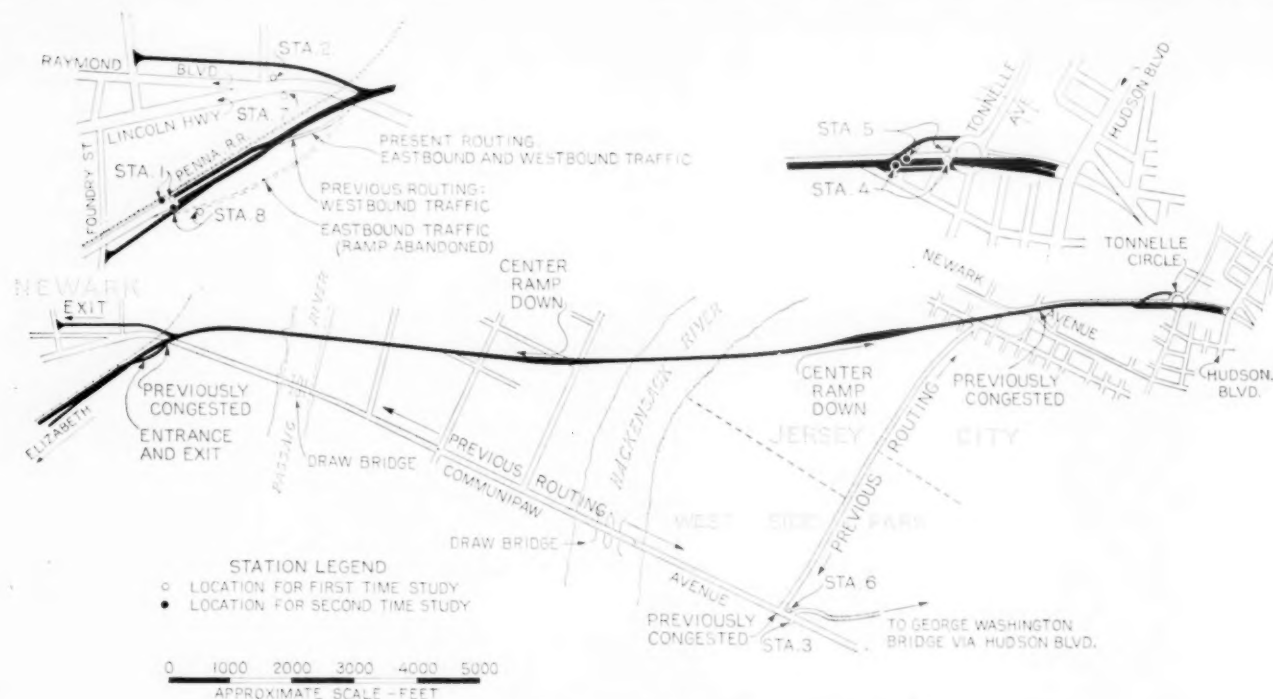 STA. 2
RAYMOND BLVD.
LINCOLN HWY
STA.
FOUNDRY ST.
STA. 1
PENNA. R.R.
STA. 8
PRESENT ROUTING:
EASTBOUND AND WESTBOUND TRAFFIC
PREVIOUS ROUTING:
WESTBOUND TRAFFIC
EASTBOUND TRAFFIC
(RAMP ABANDONED)
STA. 5
STA. 4
TONNELLE
AVE
HUDSON BLVD
TONNELLE
CIRCLE
NEWARK
EXIT
PREVIOUSLY
CONGESTED
ENTRANCE
AND EXIT
ELIZABETH
PASSAIC RIVER
DRAW BRIDGE
CENTER
RAMP
DOWN
HACKENSACK RIVER
CENTER
RAMP DOWN
NEWARK
AVENUE
PREVIOUSLY
CONGESTED
HUDSON
BLVD.
JERSEY CITY
PREVIOUS ROUTING
COMMUNIPAW
AVENUE
DRAW BRIDGE
WEST SIDE PARK
PREVIOUS ROUTING
STA. 6
PREVIOUSLY
CONGESTED
STA. 3
TO GEORGE WASHINGTON
BRIDGE VIA HUDSON BLVD.
STATION LEGEND
○ LOCATION FOR FIRST TIME STUDY
● LOCATION FOR SECOND TIME STUDY
0 1000 2000 3000 4000 5000
APPROXIMATE SCALE - FEET